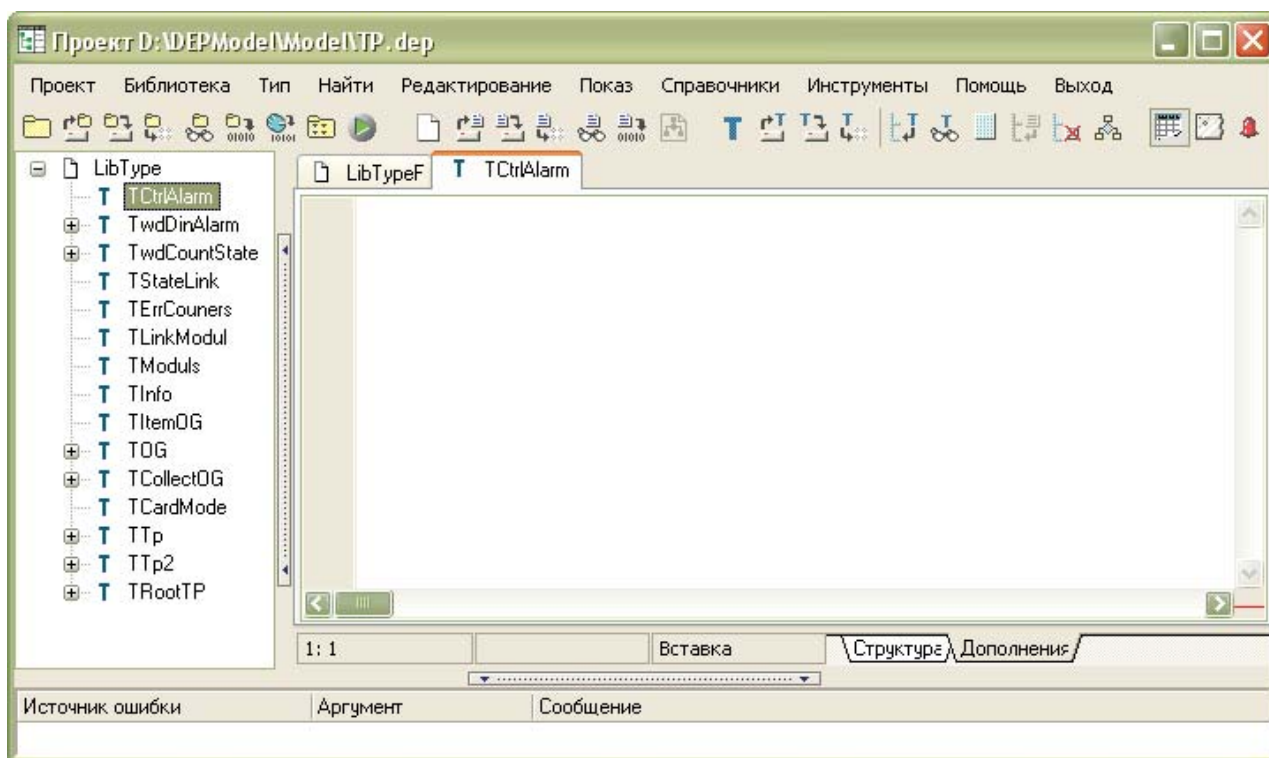 Проект D:\DEPModel\Model\TP.dep
Проект Библиотека Тип Найти Редактирование Показ Справочники Инструменты Помощь Выход
LibType
TCtrlAlarm
TwdDinAlarm
TwdCountState
TStateLink
TErrCouners
TLinkModul
TModuls
TInfo
TItemOG
TOG
TCollectOG
TCardMode
TTp
TTp2
TRootTP
LibTypeF T TCtrlAlarm
1: 1 Вставка Структура Дополнения
Источник ошибки Аргумент Сообщение